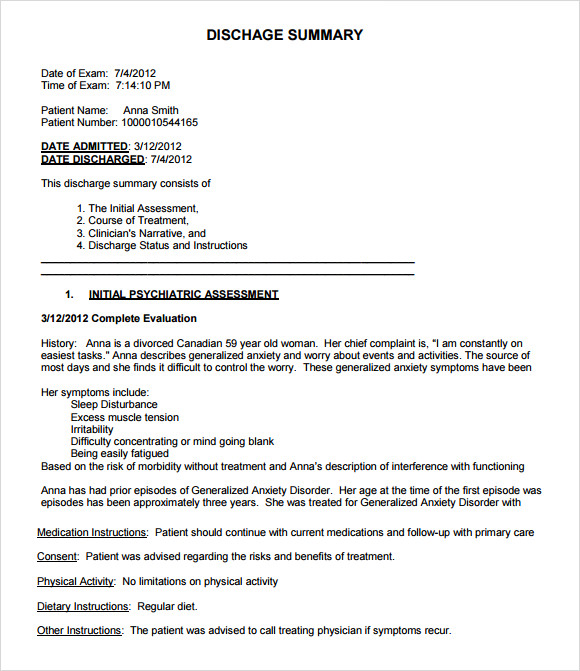 DISCHAGE SUMMARY
Date of Exam: 7/4/2012
Time of Exam: 7:14:10 PM
Patient Name: Anna Smith
Patient Number: 1000010544165
DATE ADMITTED: 3/12/2012
DATE DISCHARGED: 7/4/2012
This discharge summary consists of
1. The Initial Assessment,
2. Course of Treatment,
3. Clinician's Narrative, and
4. Discharge Status and Instructions
1. INITIAL PSYCHIATRIC ASSESSMENT
3/12/2012 Complete Evaluation
History: Anna is a divorced Canadian 59 year old woman. Her chief complaint is, "I am constantly on
easiest tasks." Anna describes generalized anxiety and worry about events and activities. The source of
most days and she finds it difficult to control the worry. These generalized anxiety symptoms have been
Her symptoms include:
Sleep Disturbance
Excess muscle tension
Irritability
Difficulty concentrating or mind going blank
Being easily fatigued
Based on the risk of morbidity without treatment and Anna's description of interference with functioning
Anna has had prior episodes of Generalized Anxiety Disorder. Her age at the time of the first episode was
episodes has been approximately three years. She was treated for Generalized Anxiety Disorder with
Medication Instructions: Patient should continue with current medications and follow-up with primary care
Consent: Patient was advised regarding the risks and benefits of treatment.
Physical Activity: No limitations on physical activity
Dietary Instructions: Regular diet.
Other Instructions: The patient was advised to call treating physician if symptoms recur.